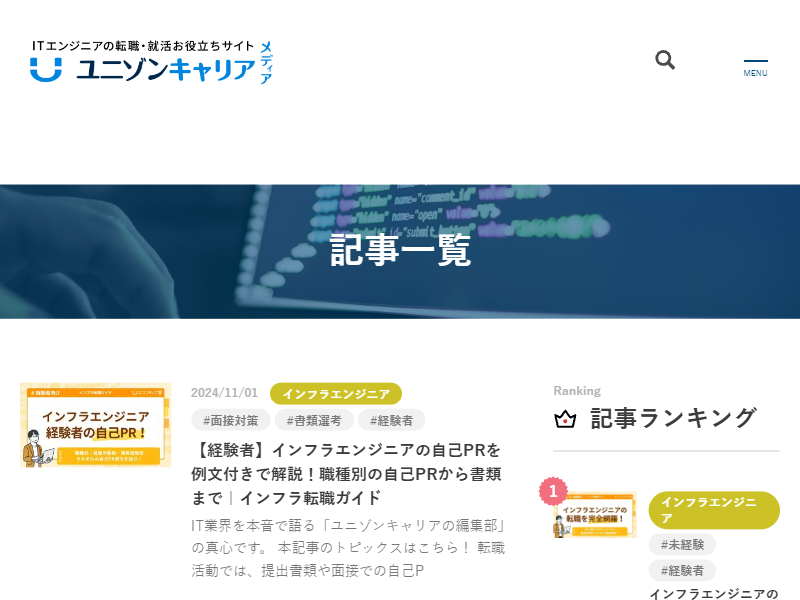 ITエンジニアの転職・就活お役立ちサイト
ユニゾンキャリア
メディア
MENU
name="comment_id"
name="open" value=
id="submit_button"
記事一覧
インフラエンジニア
経験者の自己PR！
2024/11/01
インフラエンジニア
#面接対策
#書類選考
#経験者
【経験者】インフラエンジニアの自己PRを
例文付きで解説！職種別の自己PRから書類
まで｜インフラ転職ガイド
IT業界を本音で語る「ユニゾンキャリアの編集部」
の真心です。 本記事のトピックスはこちら！ 転職
活動では、提出書類や面接での自己P
Ranking
記事ランキング
1
インフラエンジニアの
転職を完全網羅！
インフラエンジニ
ア
#未経験
#経験者
インフラエンジニアの